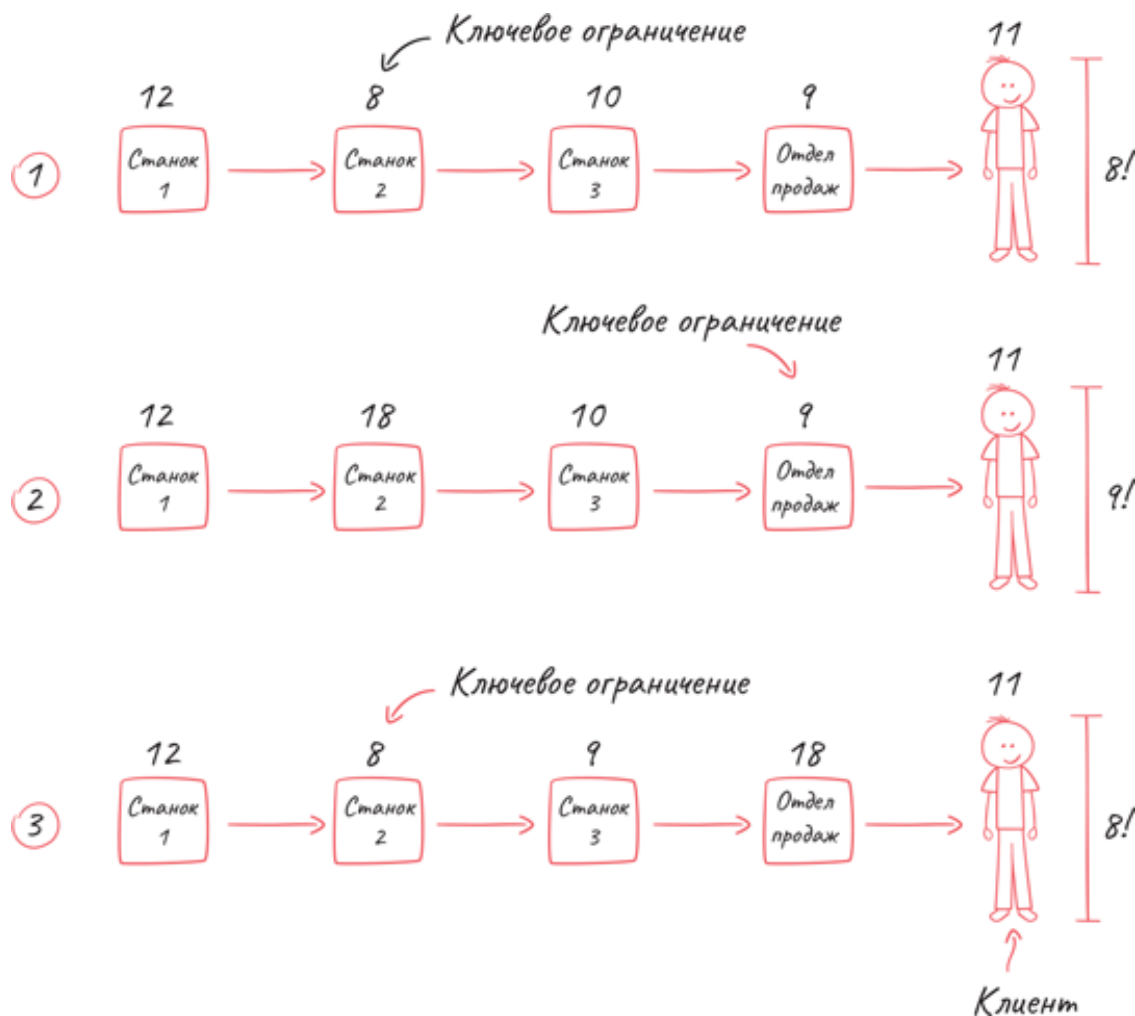 Ключевое ограничение
11
12
8
10
9
1
Станок
1
Станок
2
Станок
3
Отдел
продаж
8!
Ключевое ограничение
11
12
18
10
9
2
Станок
1
Станок
2
Станок
3
Отдел
продаж
9!
Ключевое ограничение
11
12
8
9
18
3
Станок
1
Станок
2
Станок
3
Отдел
продаж
8!
Клиент